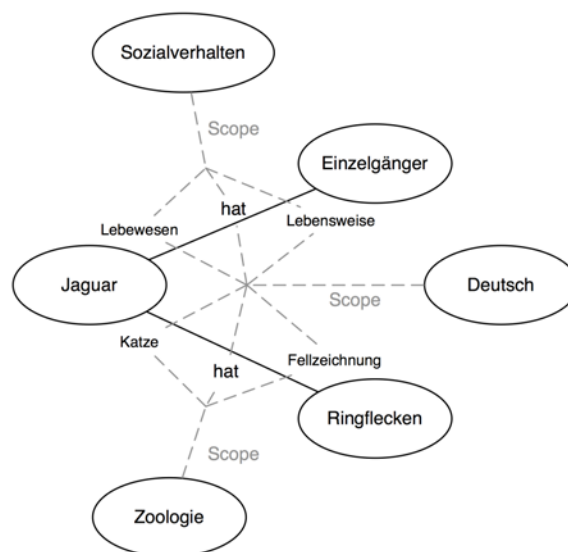 Sozialverhalten
Scope
Einzelgänger
hat
Lebensweise
Lebewesen
Jaguar
Scope
Deutsch
Katze
hat
Fellzeichnung
Ringflecken
Scope
Zoologie